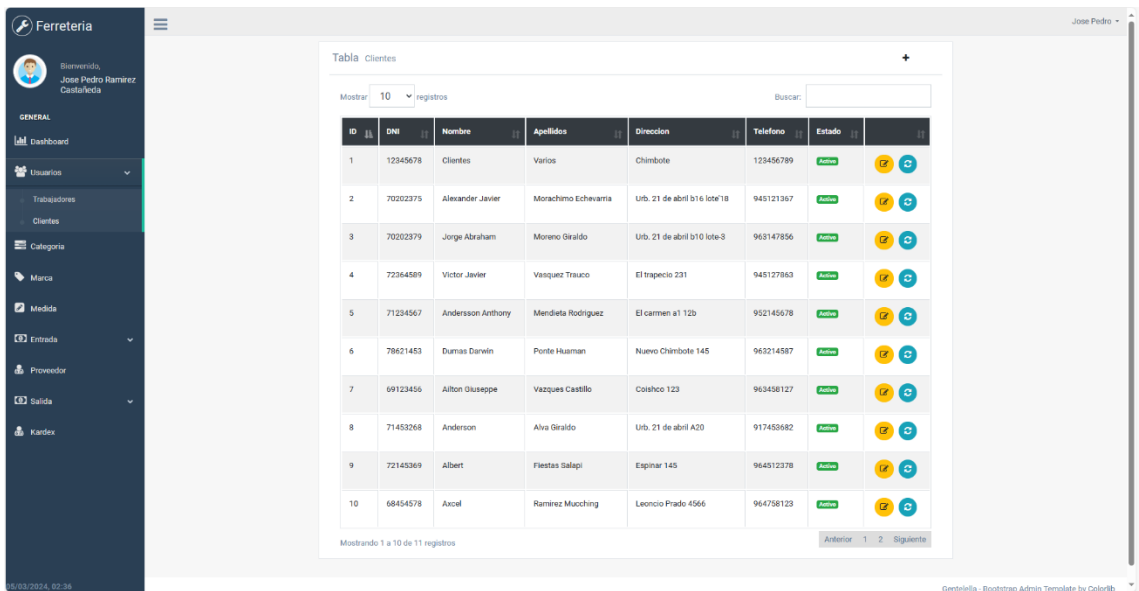 Ferreteria
Jose Pedro
Bienvenido,
Jose Pedro Ramirez
Castañeda
GENERAL
Dashboard
Usuarios
Trabajadores
Clientes
Categoria
Marca
Medida
Entrada
Proveedor
Salida
Kardex
05/03/2024, 02:36
Tabla Clientes
Mostrar 10 registros
Buscar:
ID DNI Nombre Apellidos Direccion Telefono Estado
1 12345678 Clientes Varios Chimbote 123456789 Activo
2 70202375 Alexander Javier Morachimo Echevarria Urb. 21 de abril b16 lote¨18 945121367 Activo
3 70202379 Jorge Abraham Moreno Giraldo Urb. 21 de abril b10 lote-3 963147856 Activo
4 72364589 Victor Javier Vasquez Trauco El trapecio 231 945127863 Activo
5 71234567 Andersson Anthony Mendieta Rodriguez El carmen a1 12b 952145678 Activo
6 78621453 Dumas Darwin Ponte Huaman Nuevo Chimbote 145 963214587 Activo
7 69123456 Ailton Giuseppe Vazques Castillo Coishco 123 963458127 Activo
8 71453268 Anderson Alva Giraldo Urb. 21 de abril A20 917453682 Activo
9 72145369 Albert Fiestas Salapi Espinar 145 964512378 Activo
10 68454578 Axcel Ramirez Mucching Leoncio Prado 4566 964758123 Activo
Mostrando 1 a 10 de 11 registros
Anterior 1 2 Siguiente
Gentelella - Bootstrap Admin Template by Colorlib